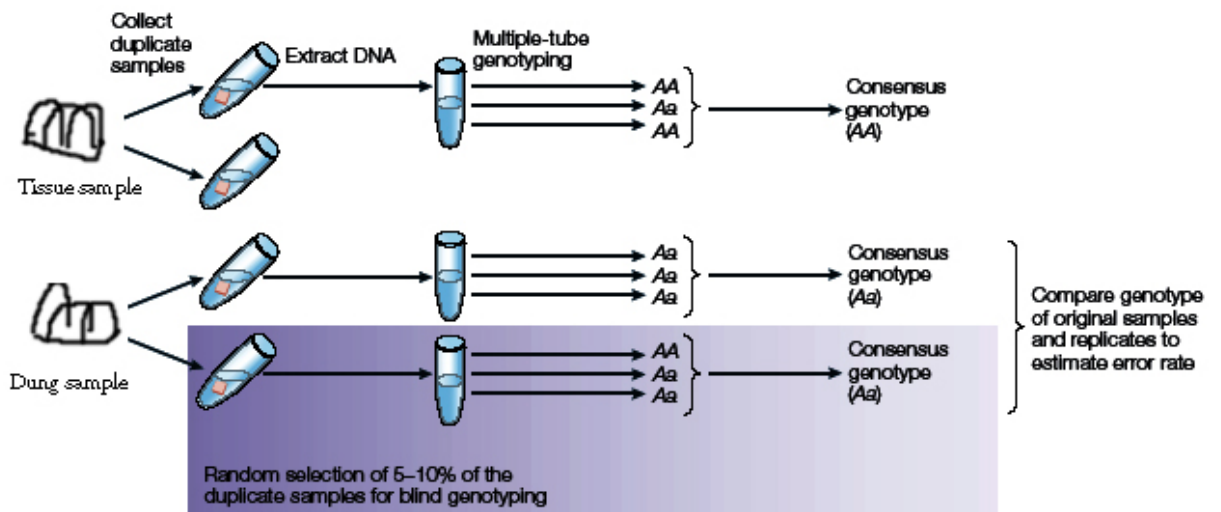 Collect
duplicate
samples
Extract DNA
Multiple-tube
genotyping
AA
Aa
AA
Consensus
genotype
(AA)
Tissue sample
Aa
Aa
Aa
Consensus
genotype
(Aa)
Compare genotype
of original samples
and replicates to
estimate error rate
Dung sample
AA
Aa
Aa
Consensus
genotype
(Aa)
Random selection of 5–10% of the
duplicate samples for blind genotyping